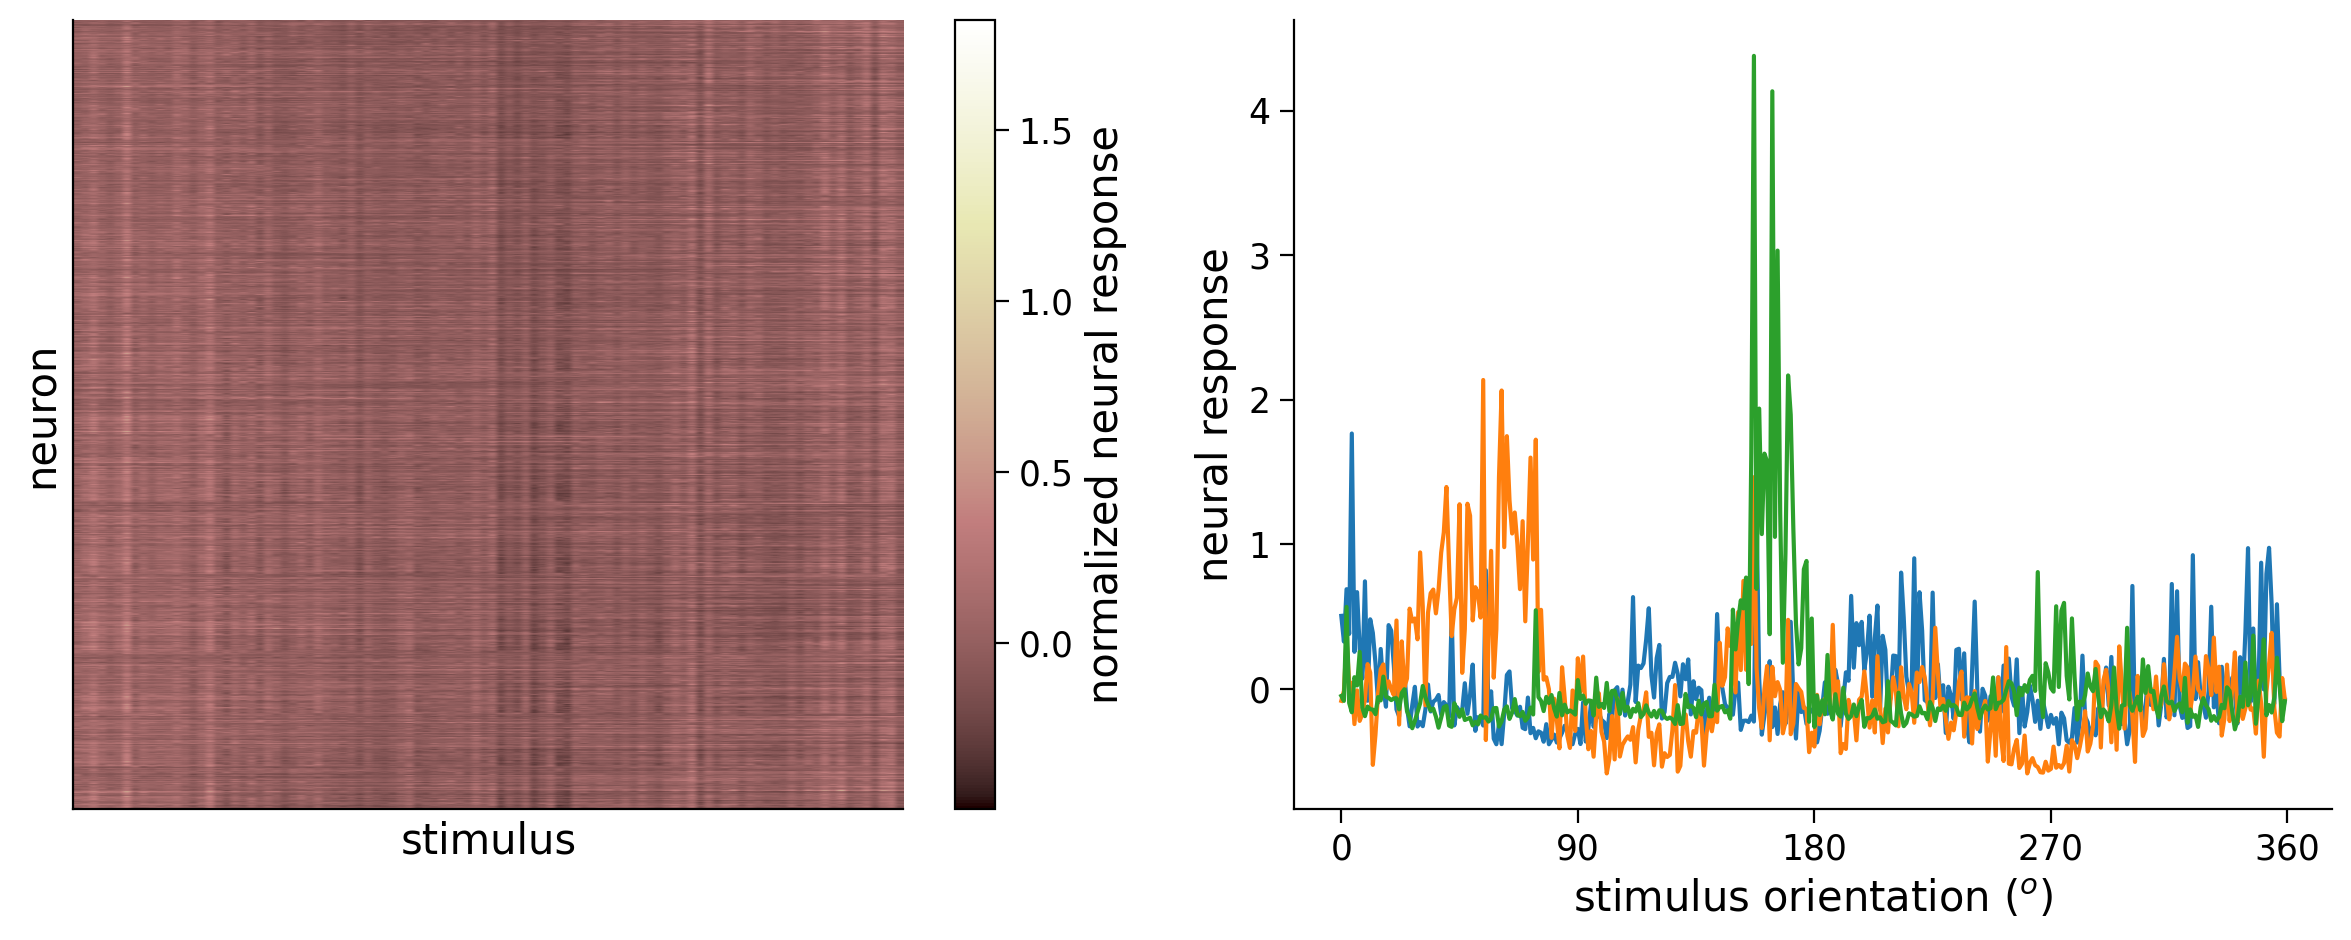 neuron
stimulus
1.5
1.0
0.5
0.0
normalized neural response
neural response
4
3
2
1
0
0 90 180 270 360
stimulus orientation (°)